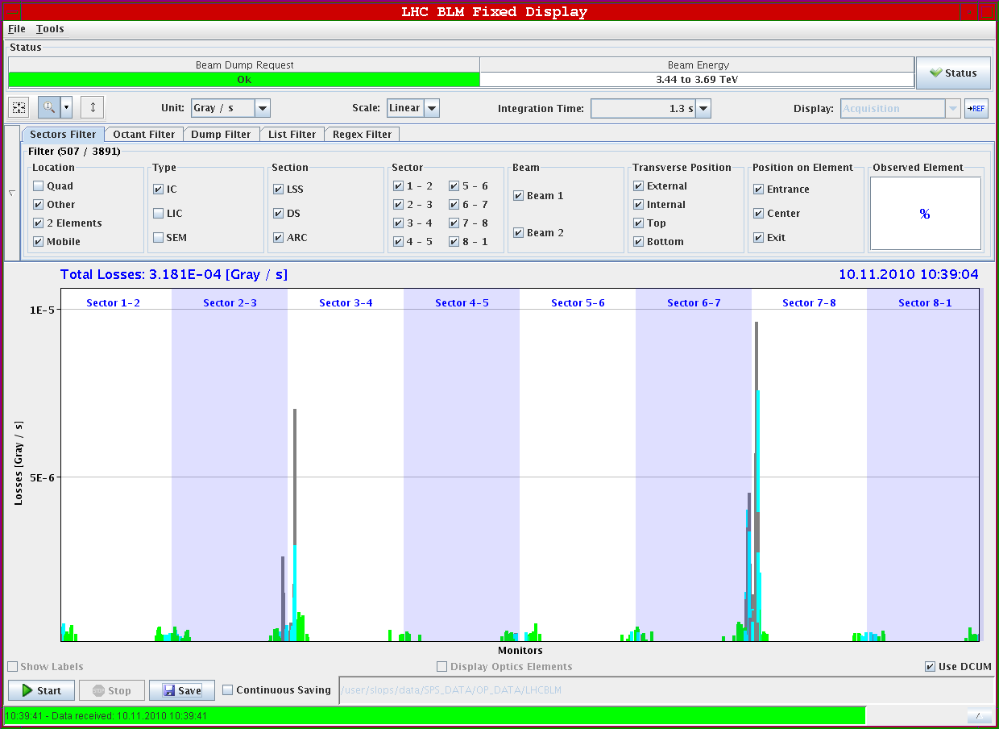 LHC BLM Fixed Display
File Tools
Status
Beam Dump Request Beam Energy
Ok 3.44 to 3.69 TeV
Status
Unit: Gray / s Scale: Linear Integration Time: 1.3 s Display: Acquisition →REF
Sectors Filter Octant Filter Dump Filter List Filter Regex Filter
Filter (507 / 3891)
Location
Quad
Other
2 Elements
Mobile
Type
IC
LIC
SEM
Section
LSS
DS
ARC
Sector
1 - 2 5 - 6
2 - 3 6 - 7
3 - 4 7 - 8
4 - 5 8 - 1
Beam
Beam 1
Beam 2
Transverse Position
External
Internal
Top
Bottom
Position on Element
Entrance
Center
Exit
Observed Element
%
Total Losses: 3.181E-04 [Gray / s] 10.11.2010 10:39:04
Sector 1-2 Sector 2-3 Sector 3-4 Sector 4-5 Sector 5-6 Sector 6-7 Sector 7-8 Sector 8-1
1E-5
5E-6
Losses [Gray / s]
Monitors
Show Labels Display Optics Elements Use DCUM
Start STOP Stop Save Continuous Saving /user/slops/data/SPS_DATA/OP_DATA/LHCBLM
10:39:41 - Data received: 10.11.2010 10:39:41